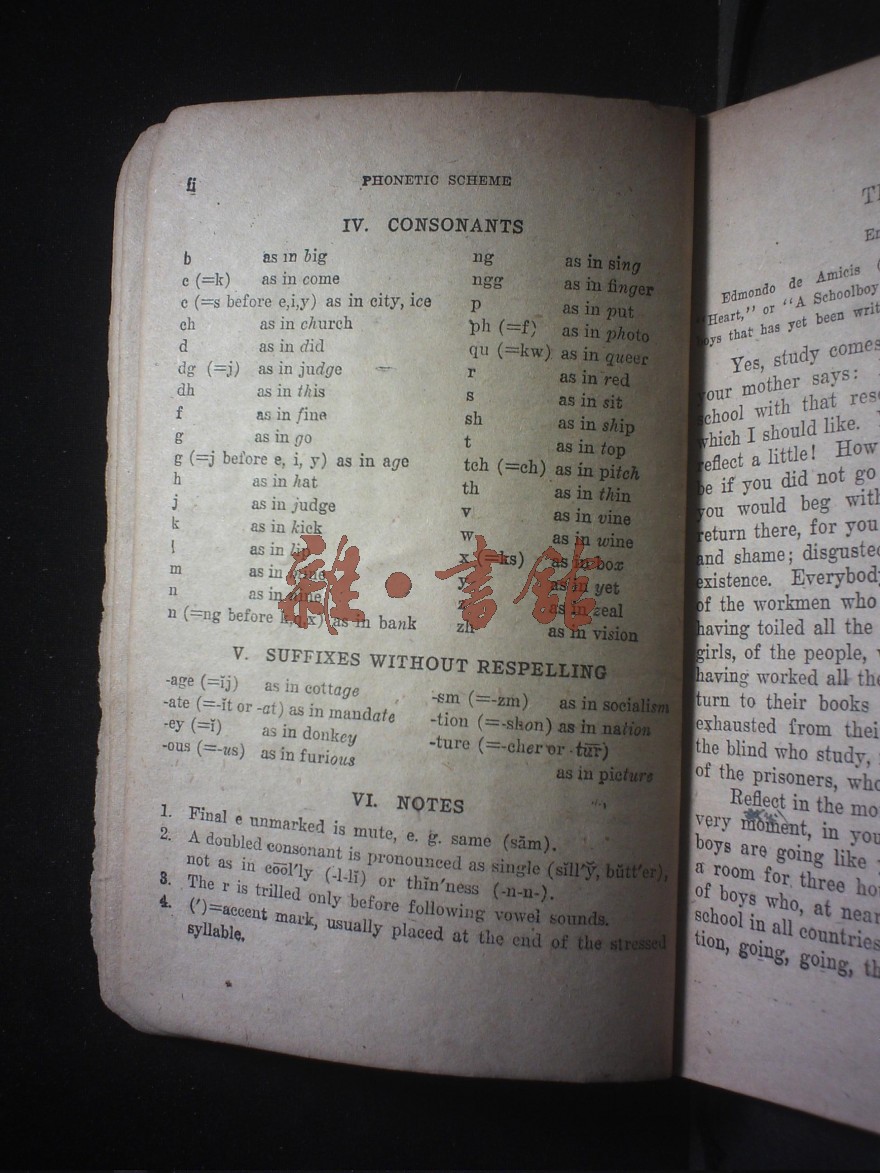 ii
PHONETIC SCHEME
IV. CONSONANTS
b as in big
c (=k) as in come
c (=s before e,i,y) as in city, ice
ch as in church
d as in did
dg (=j) as in judge
dh as in this
f as in fine
g as in go
g (=j before e, i, y) as in age
h as in hat
j as in judge
k as in kick
l as in lip
m as in
n as in
n (=ng before k,q,x) as in bank
ng as in sing
ngg as in finger
p as in put
ph (=f) as in photo
qu (=kw) as in queer
r as in red
s as in sit
sh as in ship
t as in top
tch (=ch) as in pitch
th as in thin
v as in vine
w as in wine
x (=ks) as in box
y as in yet
z as in zeal
zh as in vision
雜·書館
V. SUFFIXES WITHOUT RESPELLING
-age (=ĭj) as in cottage
-ate (=-ĭt or -at) as in mandate
-ey (=ĭ) as in donkey
-ous (=-us) as in furious
-sm (=-zm) as in socialism
-tion (=-shon) as in nation
-ture (=-cher or -tūr)
as in picture
VI. NOTES
1. Final e unmarked is mute, e. g. same (sām).
2. A doubled consonant is pronounced as single (sĭll'y̆, bŭtt'er),
not as in cōōl'ly (-l-lĭ) or thĭn'ness (-n-n-).
3. The r is trilled only before following vowel sounds.
4. (')=accent mark, usually placed at the end of the stressed
syllable.
Edmondo de Amicis (
"Heart," or "A Schoolboy
boys that has yet been writ
Yes, study comes
your mother says:
school with that res
which I should like.
reflect a little! How
be if you did not go
you would beg with
return there, for you
and shame; disguste
existence. Everybody
of the workmen who
having toiled all the
girls, of the people,
having worked all the
turn to their books
exhausted from thei
the blind who study,
of the prisoners, who
Reflect in the mo
very moment, in you
boys are going like
a room for three ho
of boys who, at near
school in all countries
tion, going, going, th